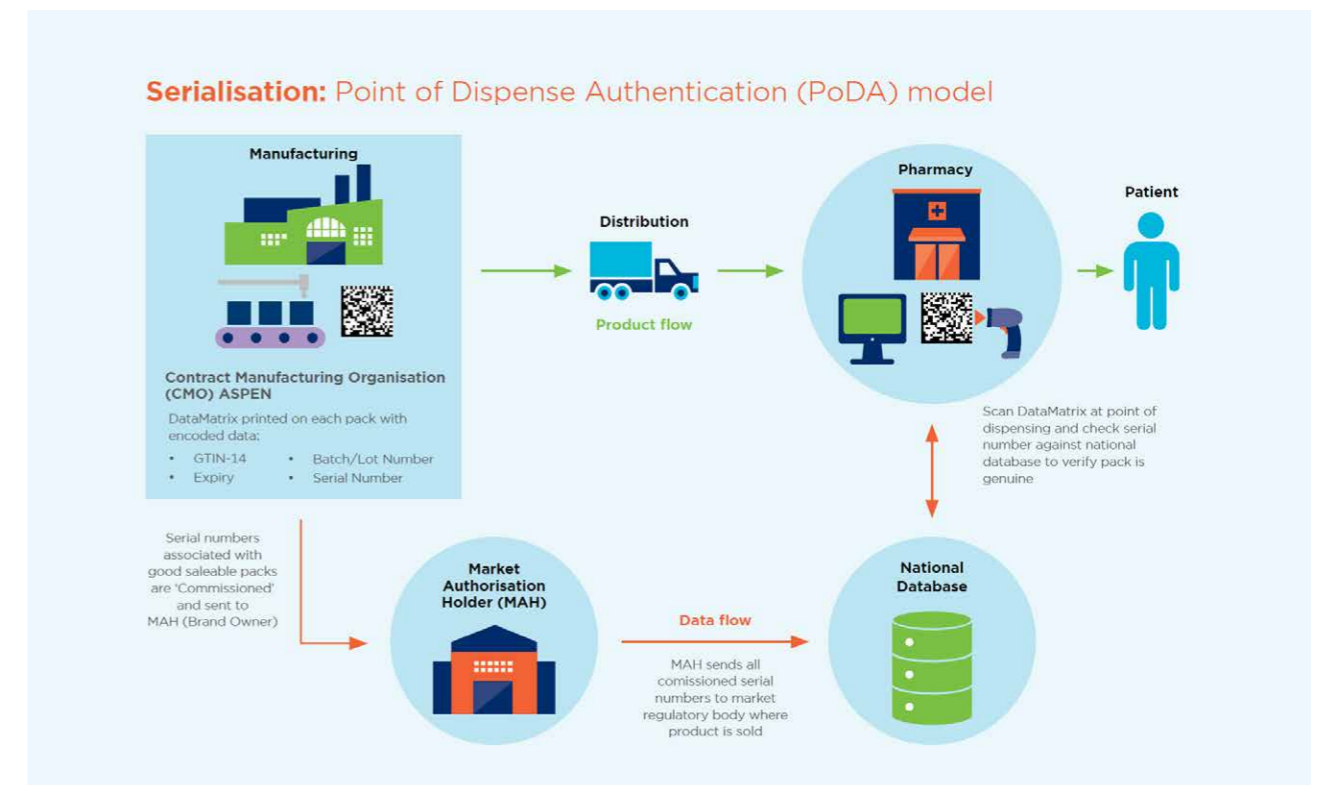 Serialisation: Point of Dispense Authentication (PoDA) model
Manufacturing
Contract Manufacturing Organisation
(CMO) ASPEN
DataMatrix printed on each pack with
encoded data:
• GTIN-14 • Batch/Lot Number
• Expiry • Serial Number
Distribution
Product flow
Pharmacy
Patient
Scan DataMatrix at point of
dispensing and check serial
number against national
database to verify pack is
genuine
Serial numbers
associated with
good saleable packs
are 'Commissioned'
and sent to
MAH (Brand Owner)
Market
Authorisation
Holder (MAH)
Data flow
MAH sends all
comissioned serial
numbers to market
regulatory body where
product is sold
National
Database